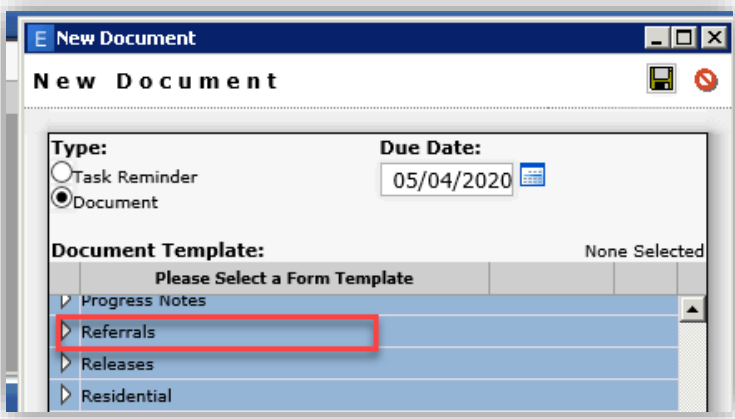 E New Document
New Document
Type: Due Date:
Task Reminder 05/04/2020
Document
Document Template: None Selected
Please Select a Form Template
Progress Notes
Referrals
Releases
Residential